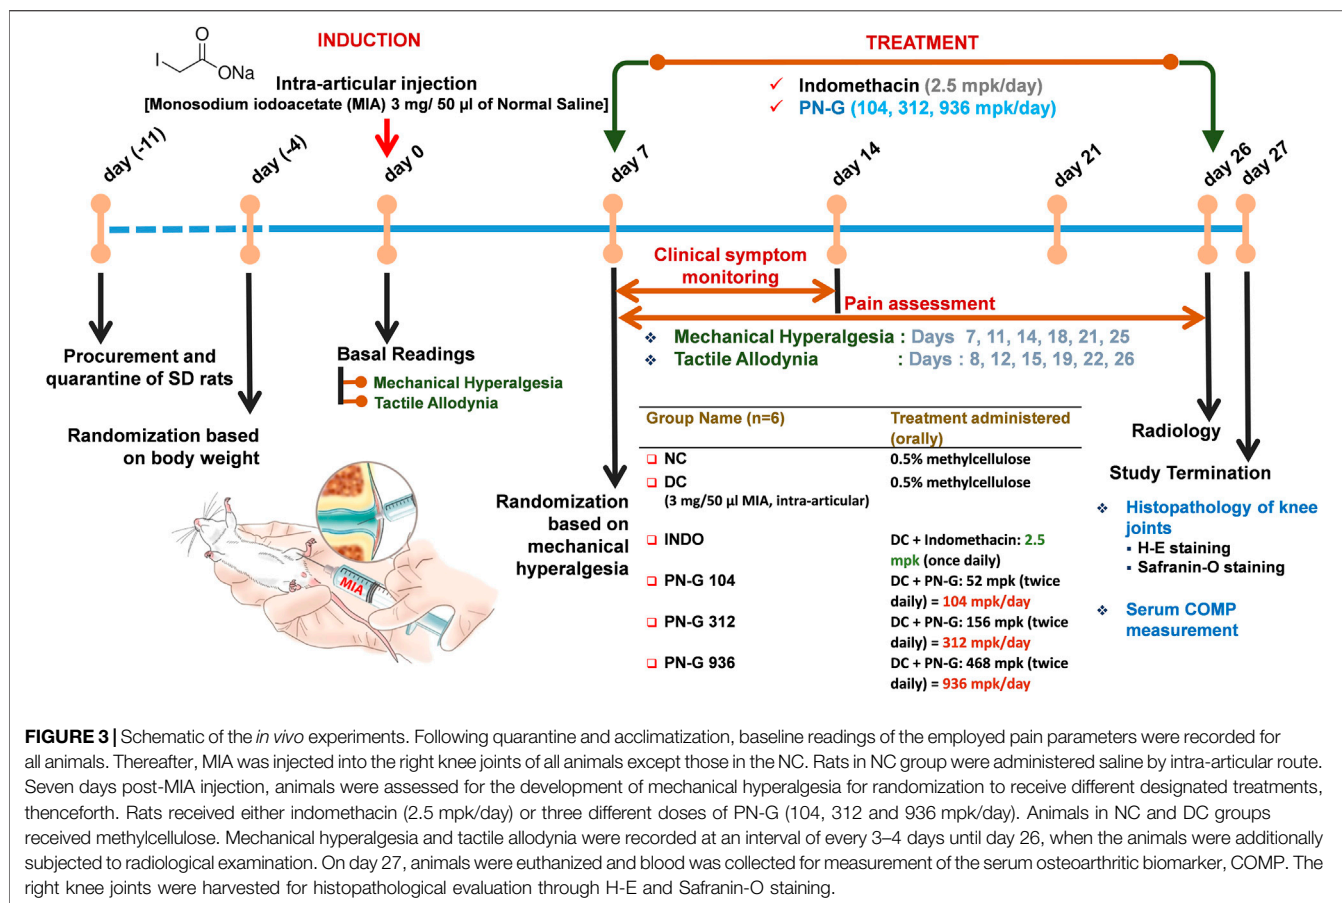 INDUCTION
TREATMENT
I
O
ONa
Intra-articular injection
[Monosodium iodoacetate (MIA) 3 mg/ 50 µl of Normal Saline]
✓ Indomethacin (2.5 mpk/day)
✓ PN-G (104, 312, 936 mpk/day)
day (-11)
day (-4)
day 0
day 7
day 14
day 21
day 26
day 27
Clinical symptom
monitoring
Pain assessment
❖ Mechanical Hyperalgesia : Days 7, 11, 14, 18, 21, 25
❖ Tactile Allodynia : Days : 8, 12, 15, 19, 22, 26
Procurement and
quarantine of SD rats
Randomization based
on body weight
Basal Readings
Mechanical Hyperalgesia
Tactile Allodynia
MIA
Randomization
based on
mechanical
hyperalgesia
Group Name (n=6) Treatment administered
(orally)
❑ NC 0.5% methylcellulose
❑ DC 0.5% methylcellulose
(3 mg/50 µl MIA, intra-articular)
❑ INDO DC + Indomethacin: 2.5
mpk (once daily)
❑ PN-G 104 DC + PN-G: 52 mpk (twice
daily) = 104 mpk/day
❑ PN-G 312 DC + PN-G: 156 mpk (twice
daily) = 312 mpk/day
❑ PN-G 936 DC + PN-G: 468 mpk (twice
daily) = 936 mpk/day
Radiology
Study Termination
❖ Histopathology of knee
joints
▪ H-E staining
▪ Safranin-O staining
❖ Serum COMP
measurement
FIGURE 3 | Schematic of the in vivo experiments. Following quarantine and acclimatization, baseline readings of the employed pain parameters were recorded for
all animals. Thereafter, MIA was injected into the right knee joints of all animals except those in the NC. Rats in NC group were administered saline by intra-articular route.
Seven days post-MIA injection, animals were assessed for the development of mechanical hyperalgesia for randomization to receive different designated treatments,
thenceforth. Rats received either indomethacin (2.5 mpk/day) or three different doses of PN-G (104, 312 and 936 mpk/day). Animals in NC and DC groups
received methylcellulose. Mechanical hyperalgesia and tactile allodynia were recorded at an interval of every 3–4 days until day 26, when the animals were additionally
subjected to radiological examination. On day 27, animals were euthanized and blood was collected for measurement of the serum osteoarthritic biomarker, COMP. The
right knee joints were harvested for histopathological evaluation through H-E and Safranin-O staining.